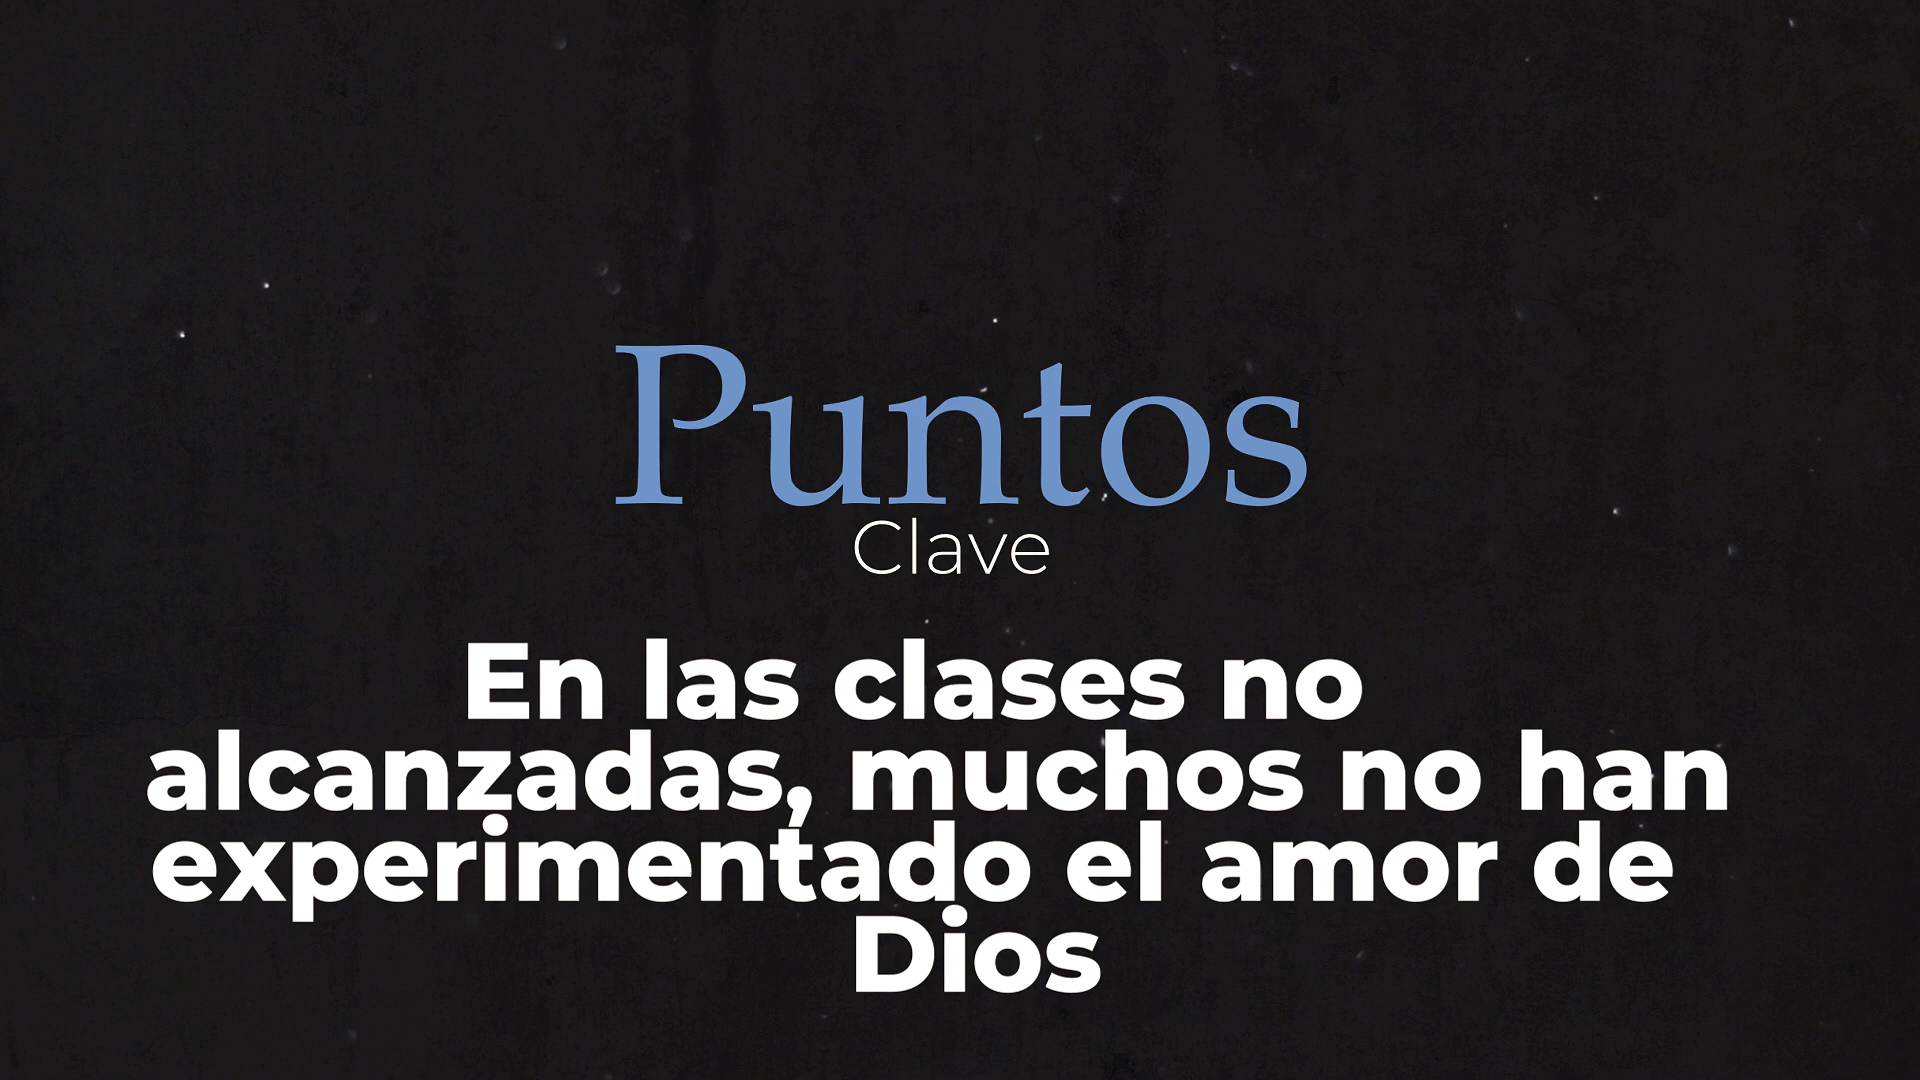 Puntos
Clave
En las clases no
alcanzadas, muchos no han
experimentado el amor de
Dios